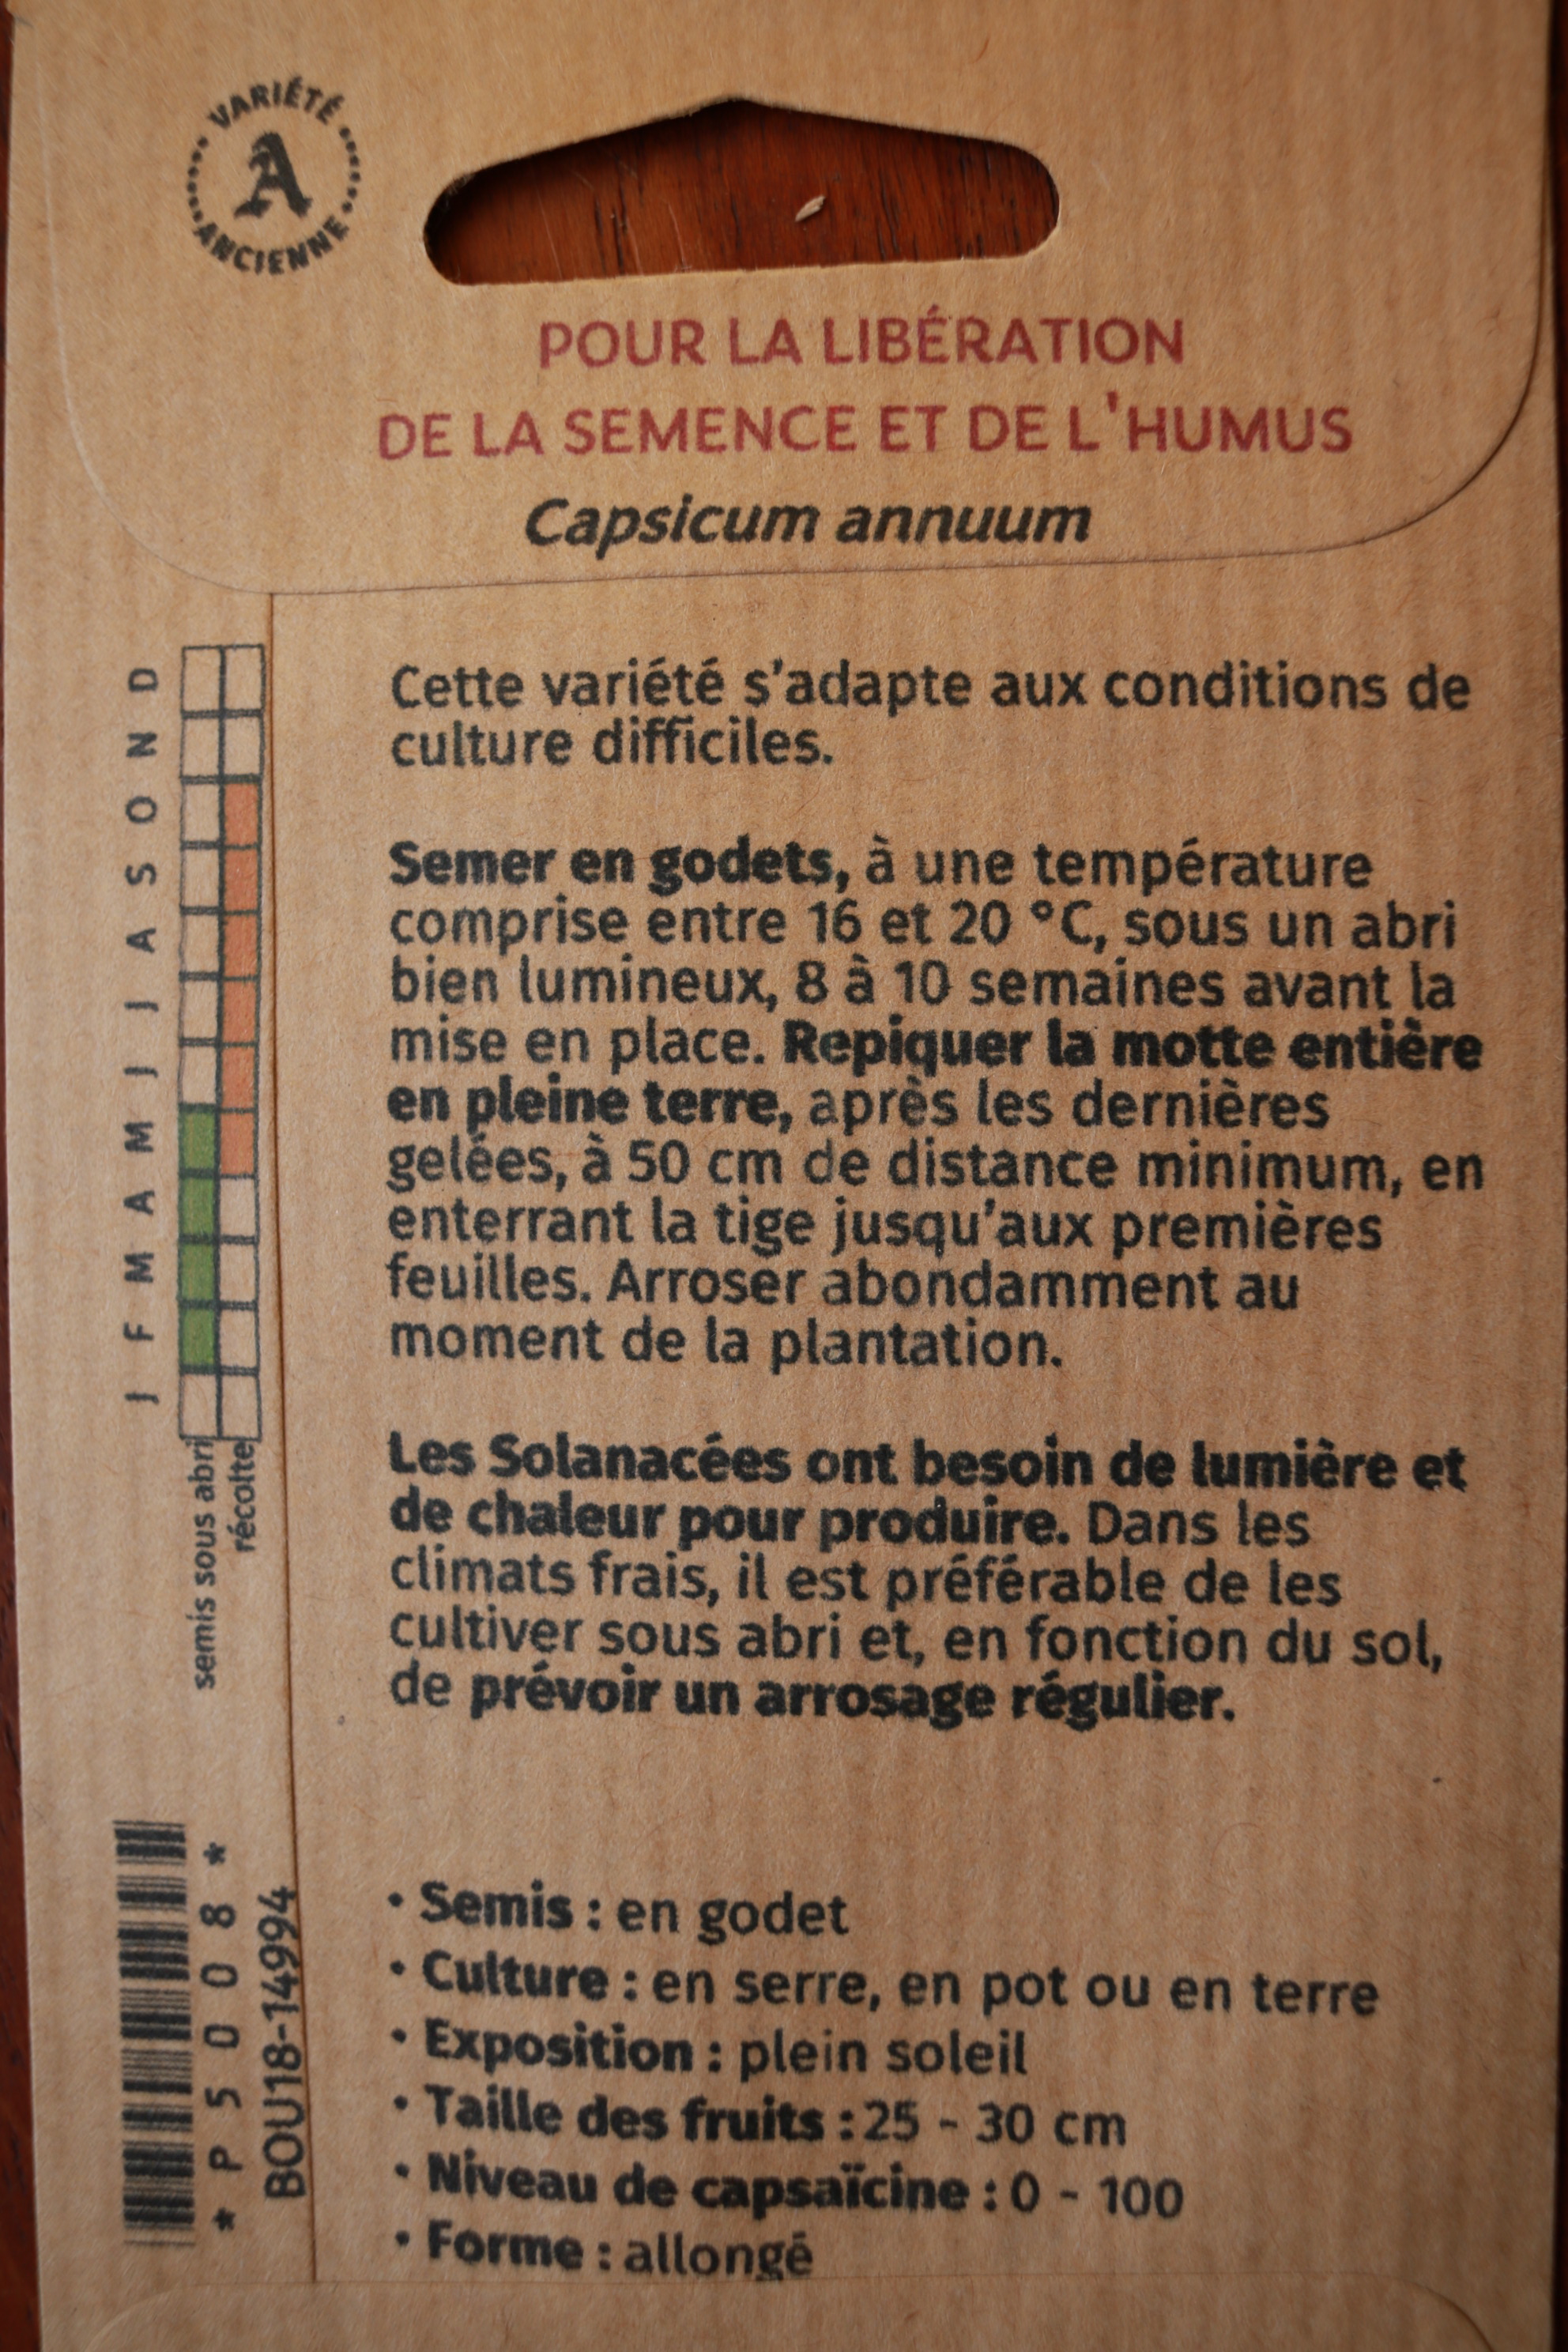 VARIÉTÉ
A
ANCIENNE
POUR LA LIBÉRATION
DE LA SEMENCE ET DE L'HUMUS
Capsicum annuum
J F M A M J J A S O N D
semis sous abri
récolte
Cette variété s'adapte aux conditions de
culture difficiles.
Semer en godets, à une température
comprise entre 16 et 20 °C, sous un abri
bien lumineux, 8 à 10 semaines avant la
mise en place. Repiquer la motte entière
en pleine terre, après les dernières
gelées, à 50 cm de distance minimum, en
enterrant la tige jusqu'aux premières
feuilles. Arroser abondamment au
moment de la plantation.
Les Solanacées ont besoin de lumière et
de chaleur pour produire. Dans les
climats frais, il est préférable de les
cultiver sous abri et, en fonction du sol,
de prévoir un arrosage régulier.
* P 5 0 0 8 *
BOU18-14994
• Semis : en godet
• Culture : en serre, en pot ou en terre
• Exposition : plein soleil
• Taille des fruits : 25 - 30 cm
• Niveau de capsaïcine : 0 - 100
• Forme : allongé